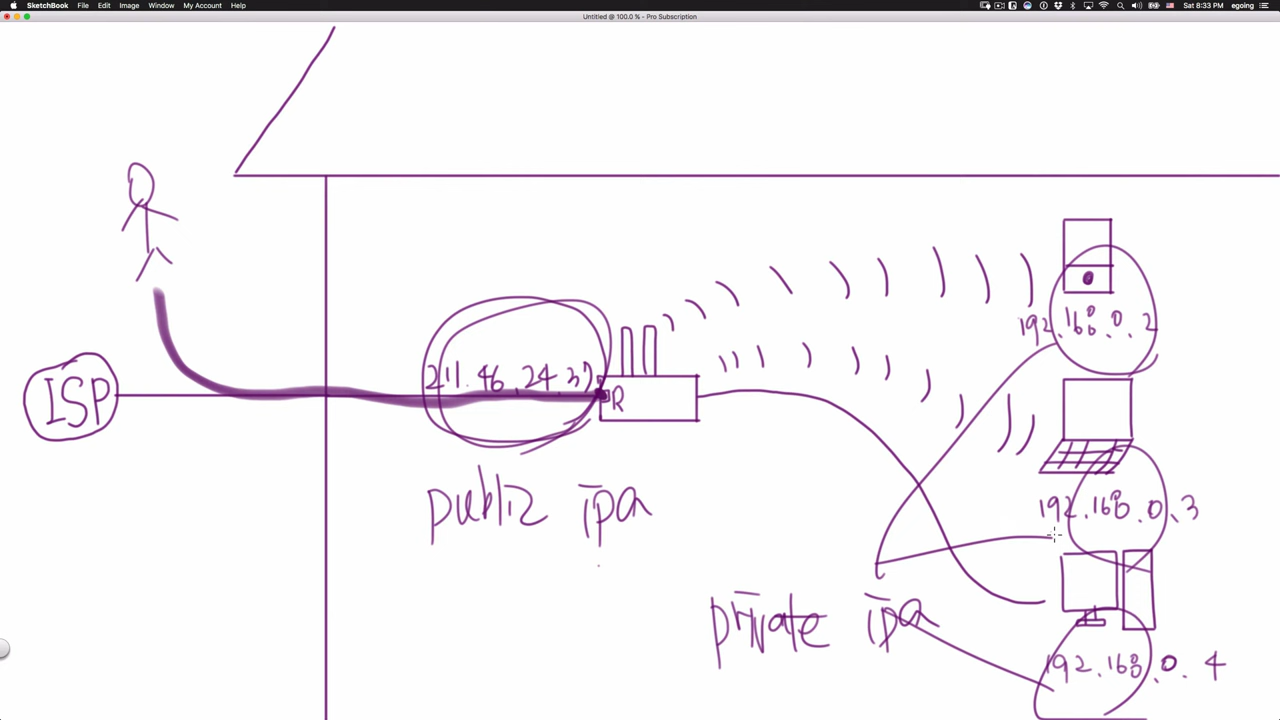 SketchBook File Edit Image Window My Account Help
Sat 8:33 PM egoing
Untitled @ 100.0 % - Pro Subscription
192.168.0.2
211.46.24.37
ISP
R
public ipa
192.168.0.3
private ipa
192.168.0.4